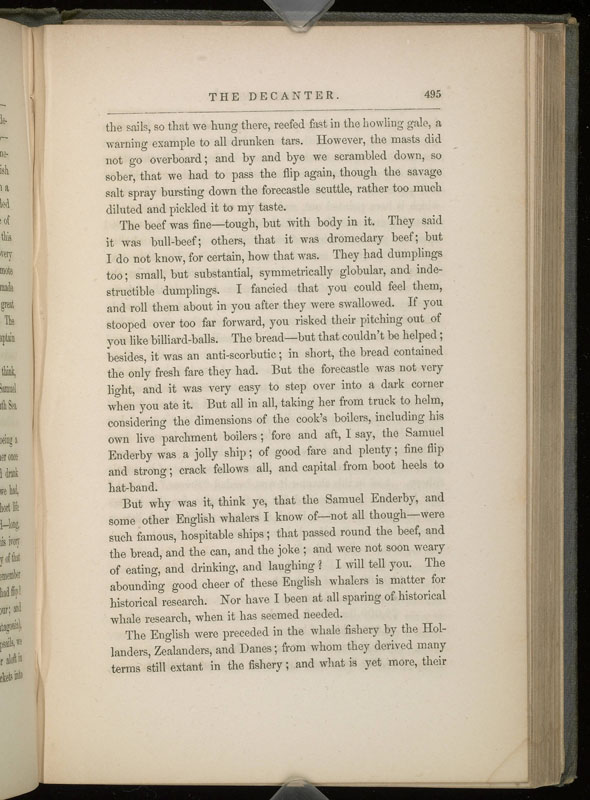 THE DECANTER. 495
the sails, so that we hung there, reefed fast in the howling gale, a
warning example to all drunken tars. However, the masts did
not go overboard; and by and bye we scrambled down, so
sober, that we had to pass the flip again, though the savage
salt spray bursting down the forecastle scuttle, rather too much
diluted and pickled it to my taste.
The beef was fine—tough, but with body in it. They said
it was bull-beef; others, that it was dromedary beef; but
I do not know, for certain, how that was. They had dumplings
too; small, but substantial, symmetrically globular, and inde-
structible dumplings. I fancied that you could feel them,
and roll them about in you after they were swallowed. If you
stooped over too far forward, you risked their pitching out of
you like billiard-balls. The bread—but that couldn't be helped;
besides, it was an anti-scorbutic; in short, the bread contained
the only fresh fare they had. But the forecastle was not very
light, and it was very easy to step over into a dark corner
when you ate it. But all in all, taking her from truck to helm,
considering the dimensions of the cook's boilers, including his
own live parchment boilers; fore and aft, I say, the Samuel
Enderby was a jolly ship; of good fare and plenty; fine flip
and strong; crack fellows all, and capital from boot heels to
hat-band.
But why was it, think ye, that the Samuel Enderby, and
some other English whalers I know of—not all though—were
such famous, hospitable ships; that passed round the beef, and
the bread, and the can, and the joke; and were not soon weary
of eating, and drinking, and laughing? I will tell you. The
abounding good cheer of these English whalers is matter for
historical research. Nor have I been at all sparing of historical
whale research, when it has seemed needed.
The English were preceded in the whale fishery by the Hol-
landers, Zealanders, and Danes; from whom they derived many
terms still extant in the fishery; and what is yet more, their